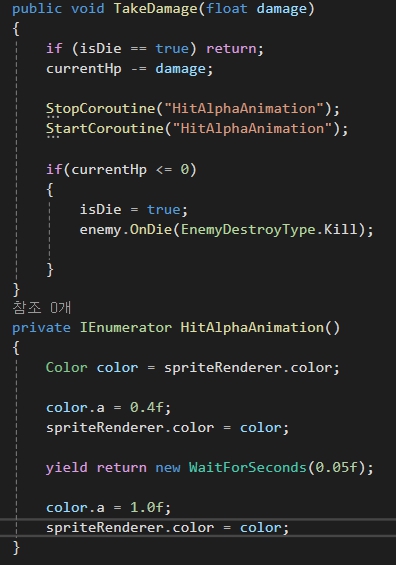 public void TakeDamage(float damage)
{
if (isDie == true) return;
currentHp -= damage;
StopCoroutine("HitAlphaAnimation");
StartCoroutine("HitAlphaAnimation");
if(currentHp <= 0)
{
isDie = true;
enemy.OnDie(EnemyDestroyType.Kill);
}
}
참조 0개
private IEnumerator HitAlphaAnimation()
{
Color color = spriteRenderer.color;
color.a = 0.4f;
spriteRenderer.color = color;
yield return new WaitForSeconds(0.05f);
color.a = 1.0f;
spriteRenderer.color = color;
}